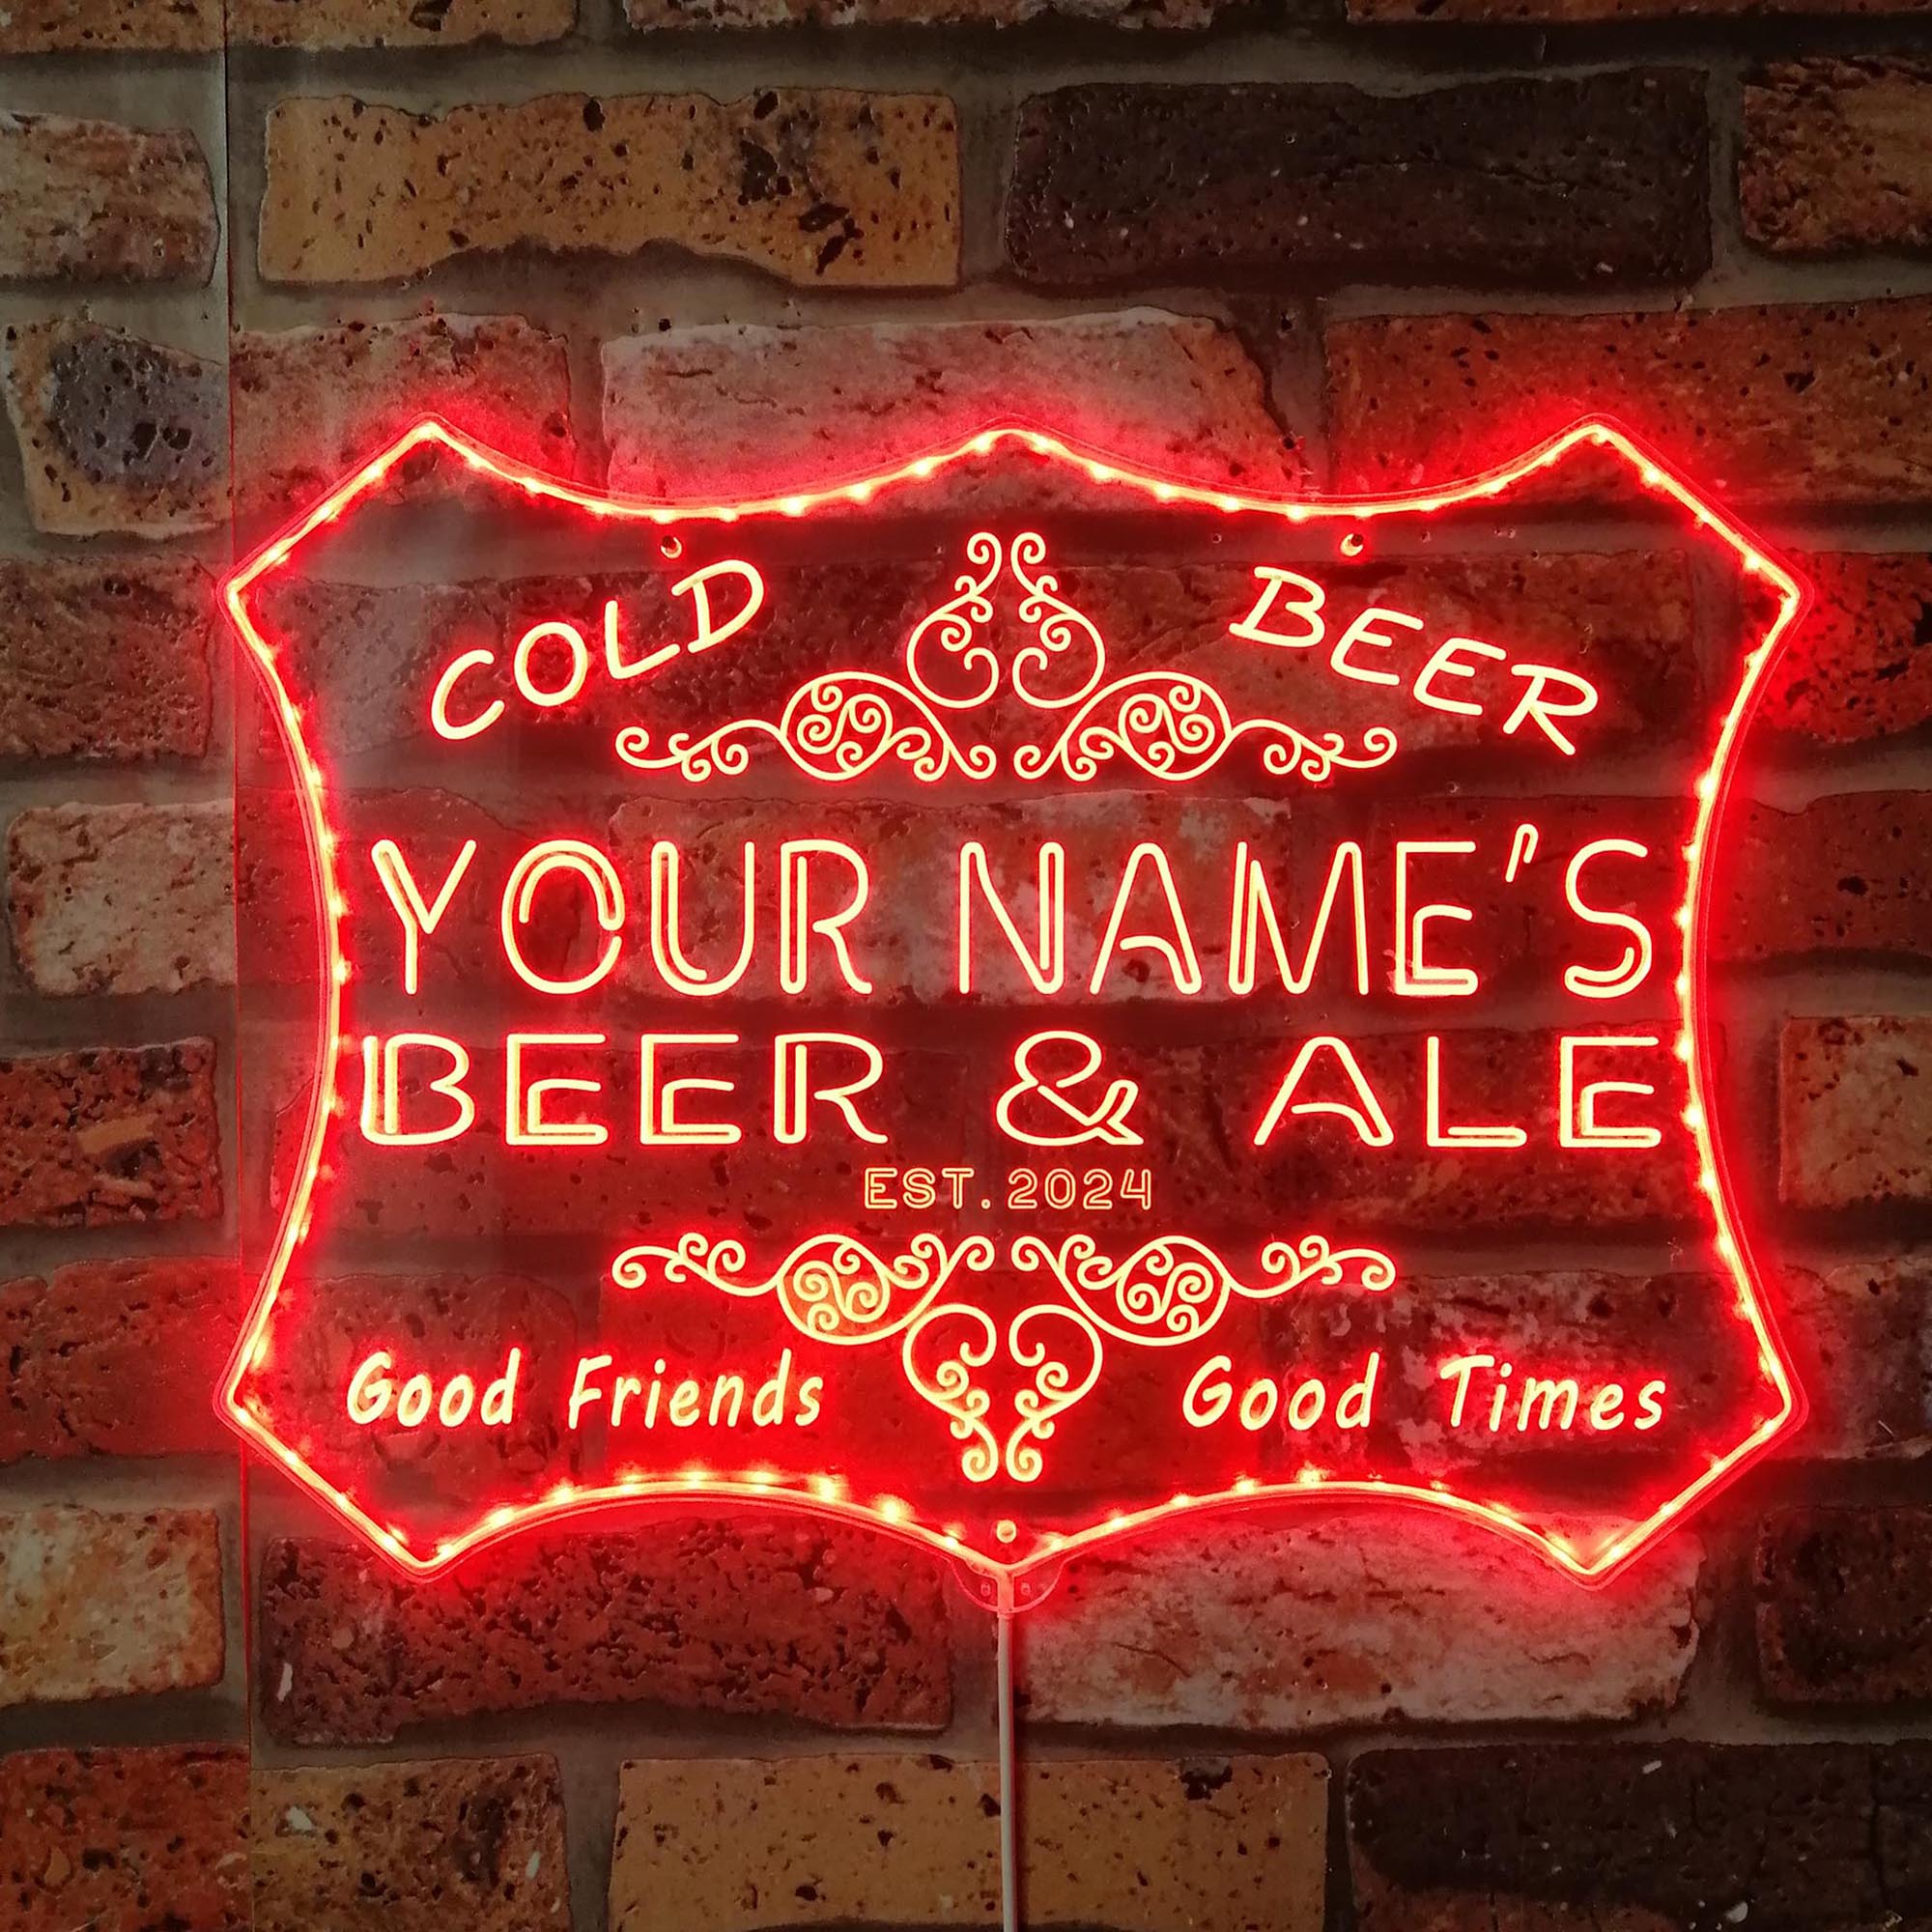 COLD BEER
YOUR NAME'S
BEER & ALE
EST. 2024
Good Friends Good Times